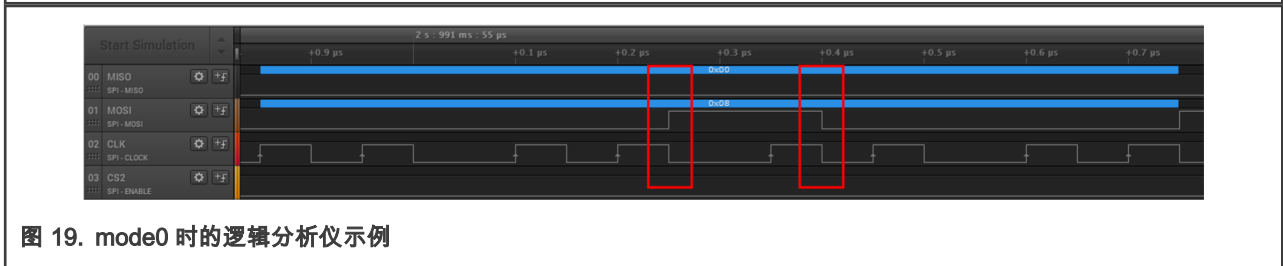 2 s : 991 ms : 55 µs
Start Simulation
+0.9 µs +0.1 µs +0.2 µs +0.3 µs +0.4 µs +0.5 µs +0.6 µs +0.7 µs
00 MISO
SPI - MISO
0x00
01 MOSI
SPI - MOSI
0x08
02 CLK
SPI - CLOCK
03 CS2
SPI - ENABLE
图 19. mode0 时的逻辑分析仪示例